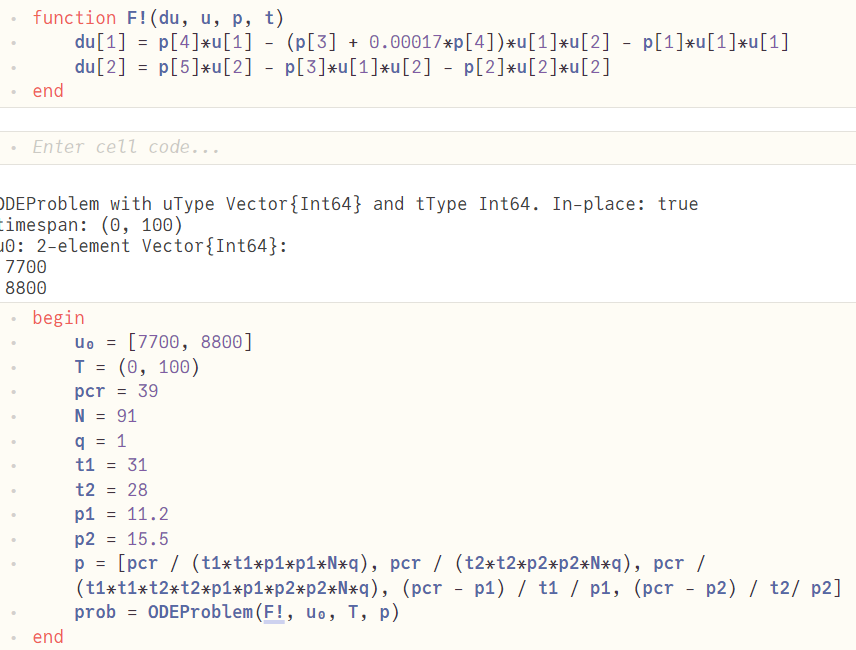 function F!(du, u, p, t)
du[1] = p[4]*u[1] - (p[3] + 0.00017*p[4])*u[1]*u[2] - p[1]*u[1]*u[1]
du[2] = p[5]*u[2] - p[3]*u[1]*u[2] - p[2]*u[2]*u[2]
end
Enter cell code...
ODEProblem with uType Vector{Int64} and tType Int64. In-place: true
timespan: (0, 100)
u0: 2-element Vector{Int64}:
7700
8800
begin
u₀ = [7700, 8800]
T = (0, 100)
pcr = 39
N = 91
q = 1
t1 = 31
t2 = 28
p1 = 11.2
p2 = 15.5
p = [pcr / (t1*t1*p1*p1*N*q), pcr / (t2*t2*p2*p2*N*q), pcr /
(t1*t1*t2*t2*p1*p1*p2*p2*N*q), (pcr - p1) / t1 / p1, (pcr - p2) / t2/ p2]
prob = ODEProblem(F!, u₀, T, p)
end